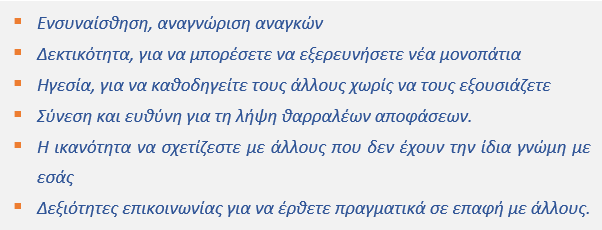 ▪ Ενσυναίσθηση, αναγνώριση αναγκών
▪ Δεκτικότητα, για να μπορέσετε να εξερευνήσετε νέα μονοπάτια
▪ Ηγεσία, για να καθοδηγείτε τους άλλους χωρίς να τους εξουσιάζετε
▪ Σύνεση και ευθύνη για τη λήψη θαρραλέων αποφάσεων.
▪ Η ικανότητα να σχετίζεστε με άλλους που δεν έχουν την ίδια γνώμη με
εσάς
▪ Δεξιότητες επικοινωνίας για να έρθετε πραγματικά σε επαφή με άλλους.